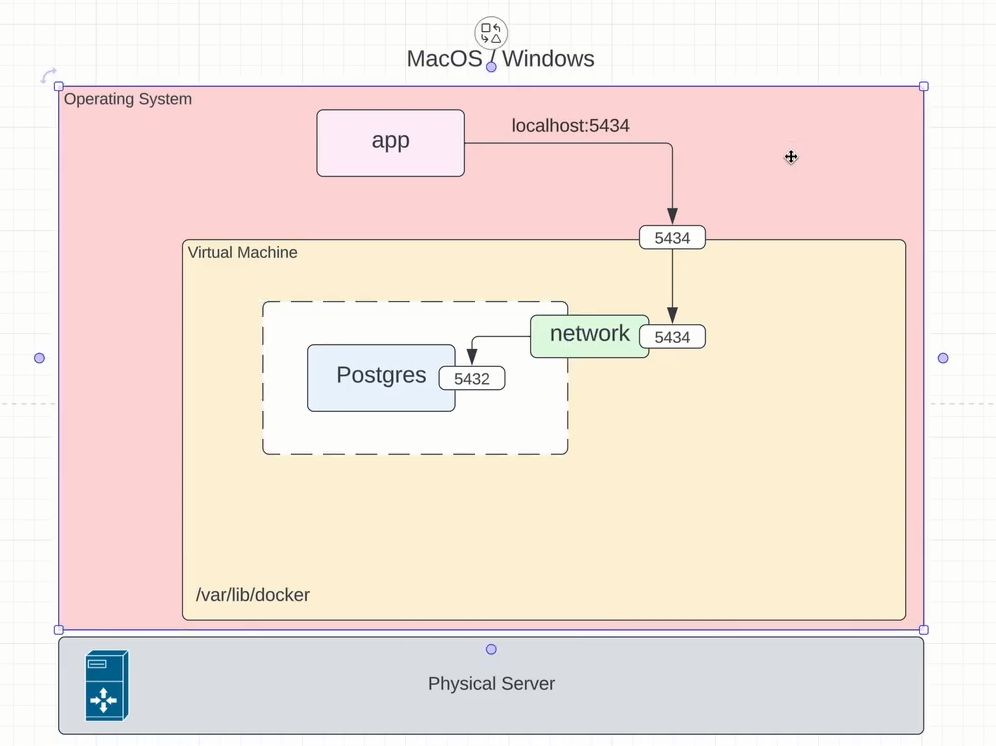 MacOS / Windows
Operating System
app
localhost:5434
5434
Virtual Machine
network
5434
Postgres
5432
/var/lib/docker
Physical Server